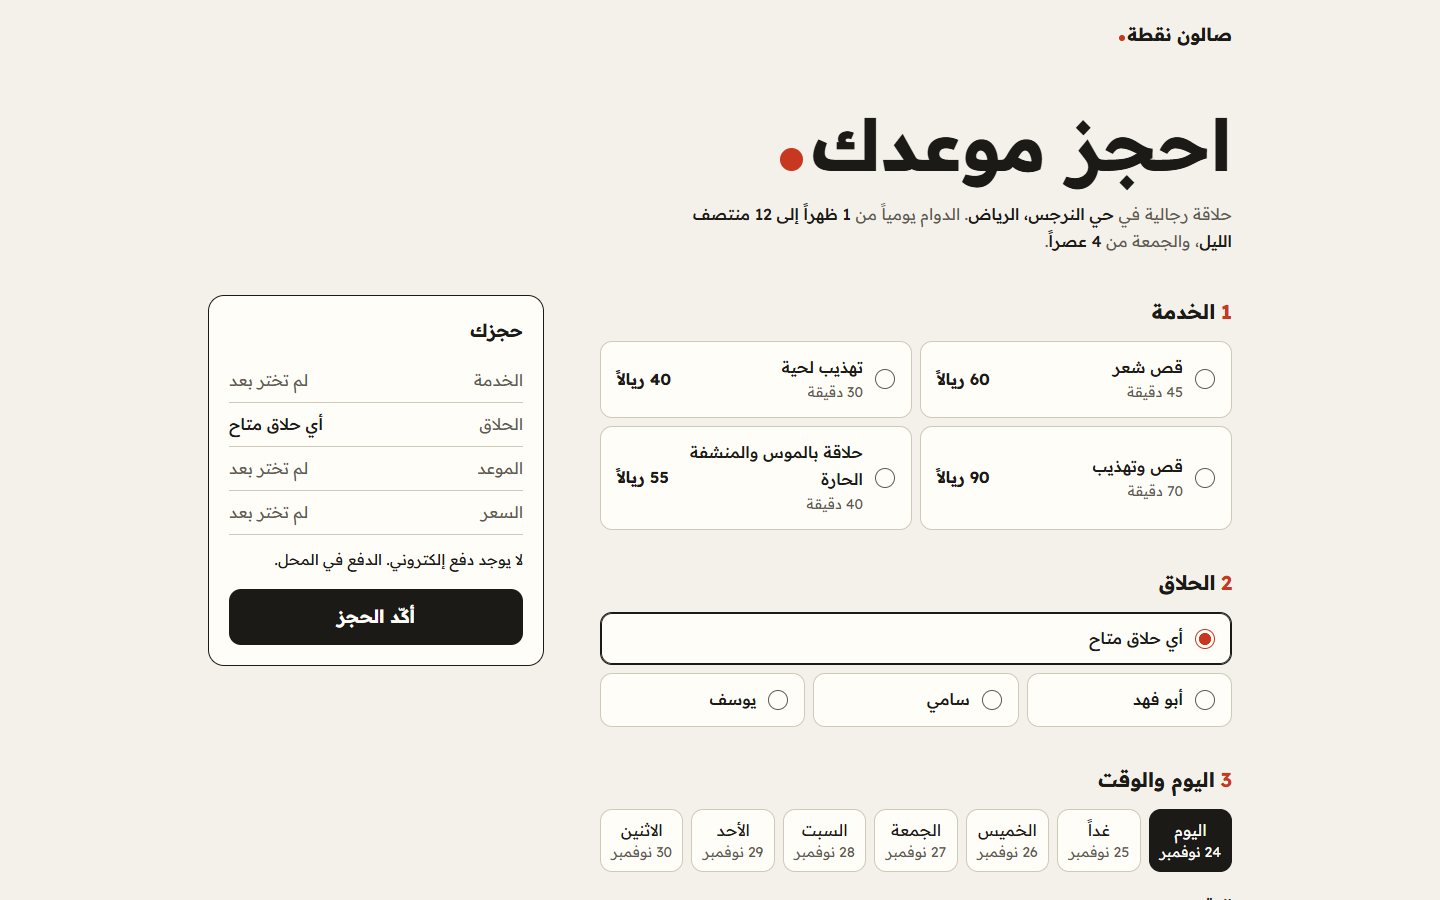 صالون نقطة.
احجز موعدك.
حلاقة رجالية في حي النرجس، الرياض. الدوام يومياً من 1 ظهراً إلى 12 منتصف
الليل، والجمعة من 4 عصراً.
1 الخدمة
قص شعر
45 دقيقة
60 ريالاً
تهذيب لحية
30 دقيقة
40 ريالاً
قص وتهذيب
70 دقيقة
90 ريالاً
حلاقة بالموس والمنشفة
الحارة
40 دقيقة
55 ريالاً
2 الحلاق
أي حلاق متاح
أبو فهد
سامي
يوسف
3 اليوم والوقت
اليوم
24 نوفمبر
غداً
25 نوفمبر
الخميس
26 نوفمبر
الجمعة
27 نوفمبر
السبت
28 نوفمبر
الأحد
29 نوفمبر
الاثنين
30 نوفمبر
حجزك
الخدمة لم تختر بعد
الحلاق أي حلاق متاح
الموعد لم تختر بعد
السعر لم تختر بعد
لا يوجد دفع إلكتروني. الدفع في المحل.
أكّد الحجز